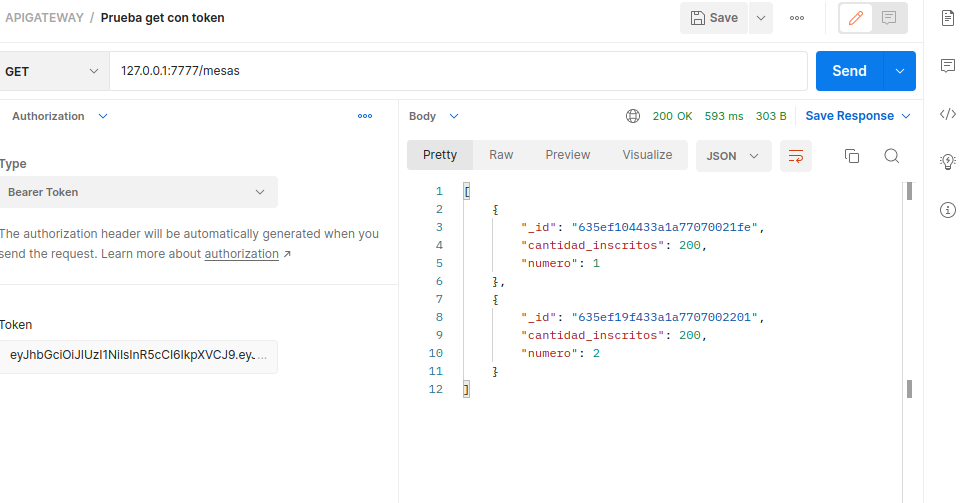 APIGATEWAY / Prueba get con token
Save
GET
127.0.0.1:7777/mesas
Send
Authorization
Type
Bearer Token
The authorization header will be automatically generated when you
send the request. Learn more about authorization ↗
Token
eyJhbGciOiJIUzI1NiIsInR5cCI6IkpXVCJ9.ey...
Body
200 OK 593 ms 303 B Save Response
Pretty Raw Preview Visualize JSON
1 [
2 {
3 "_id": "635ef104433a1a77070021fe",
4 "cantidad_inscritos": 200,
5 "numero": 1
6 },
7 {
8 "_id": "635ef19f433a1a7707002201",
9 "cantidad_inscritos": 200,
10 "numero": 2
11 }
12 ]